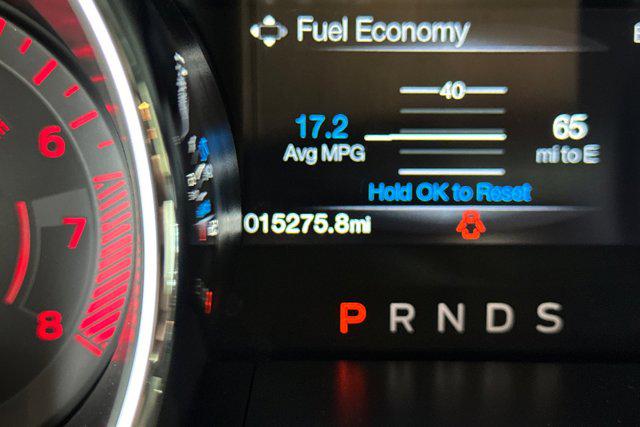 Fuel Economy
40
17.2
Avg MPG
65
mi to E
Hold OK to Reset
015275.8mi
P R N D S
6
7
8